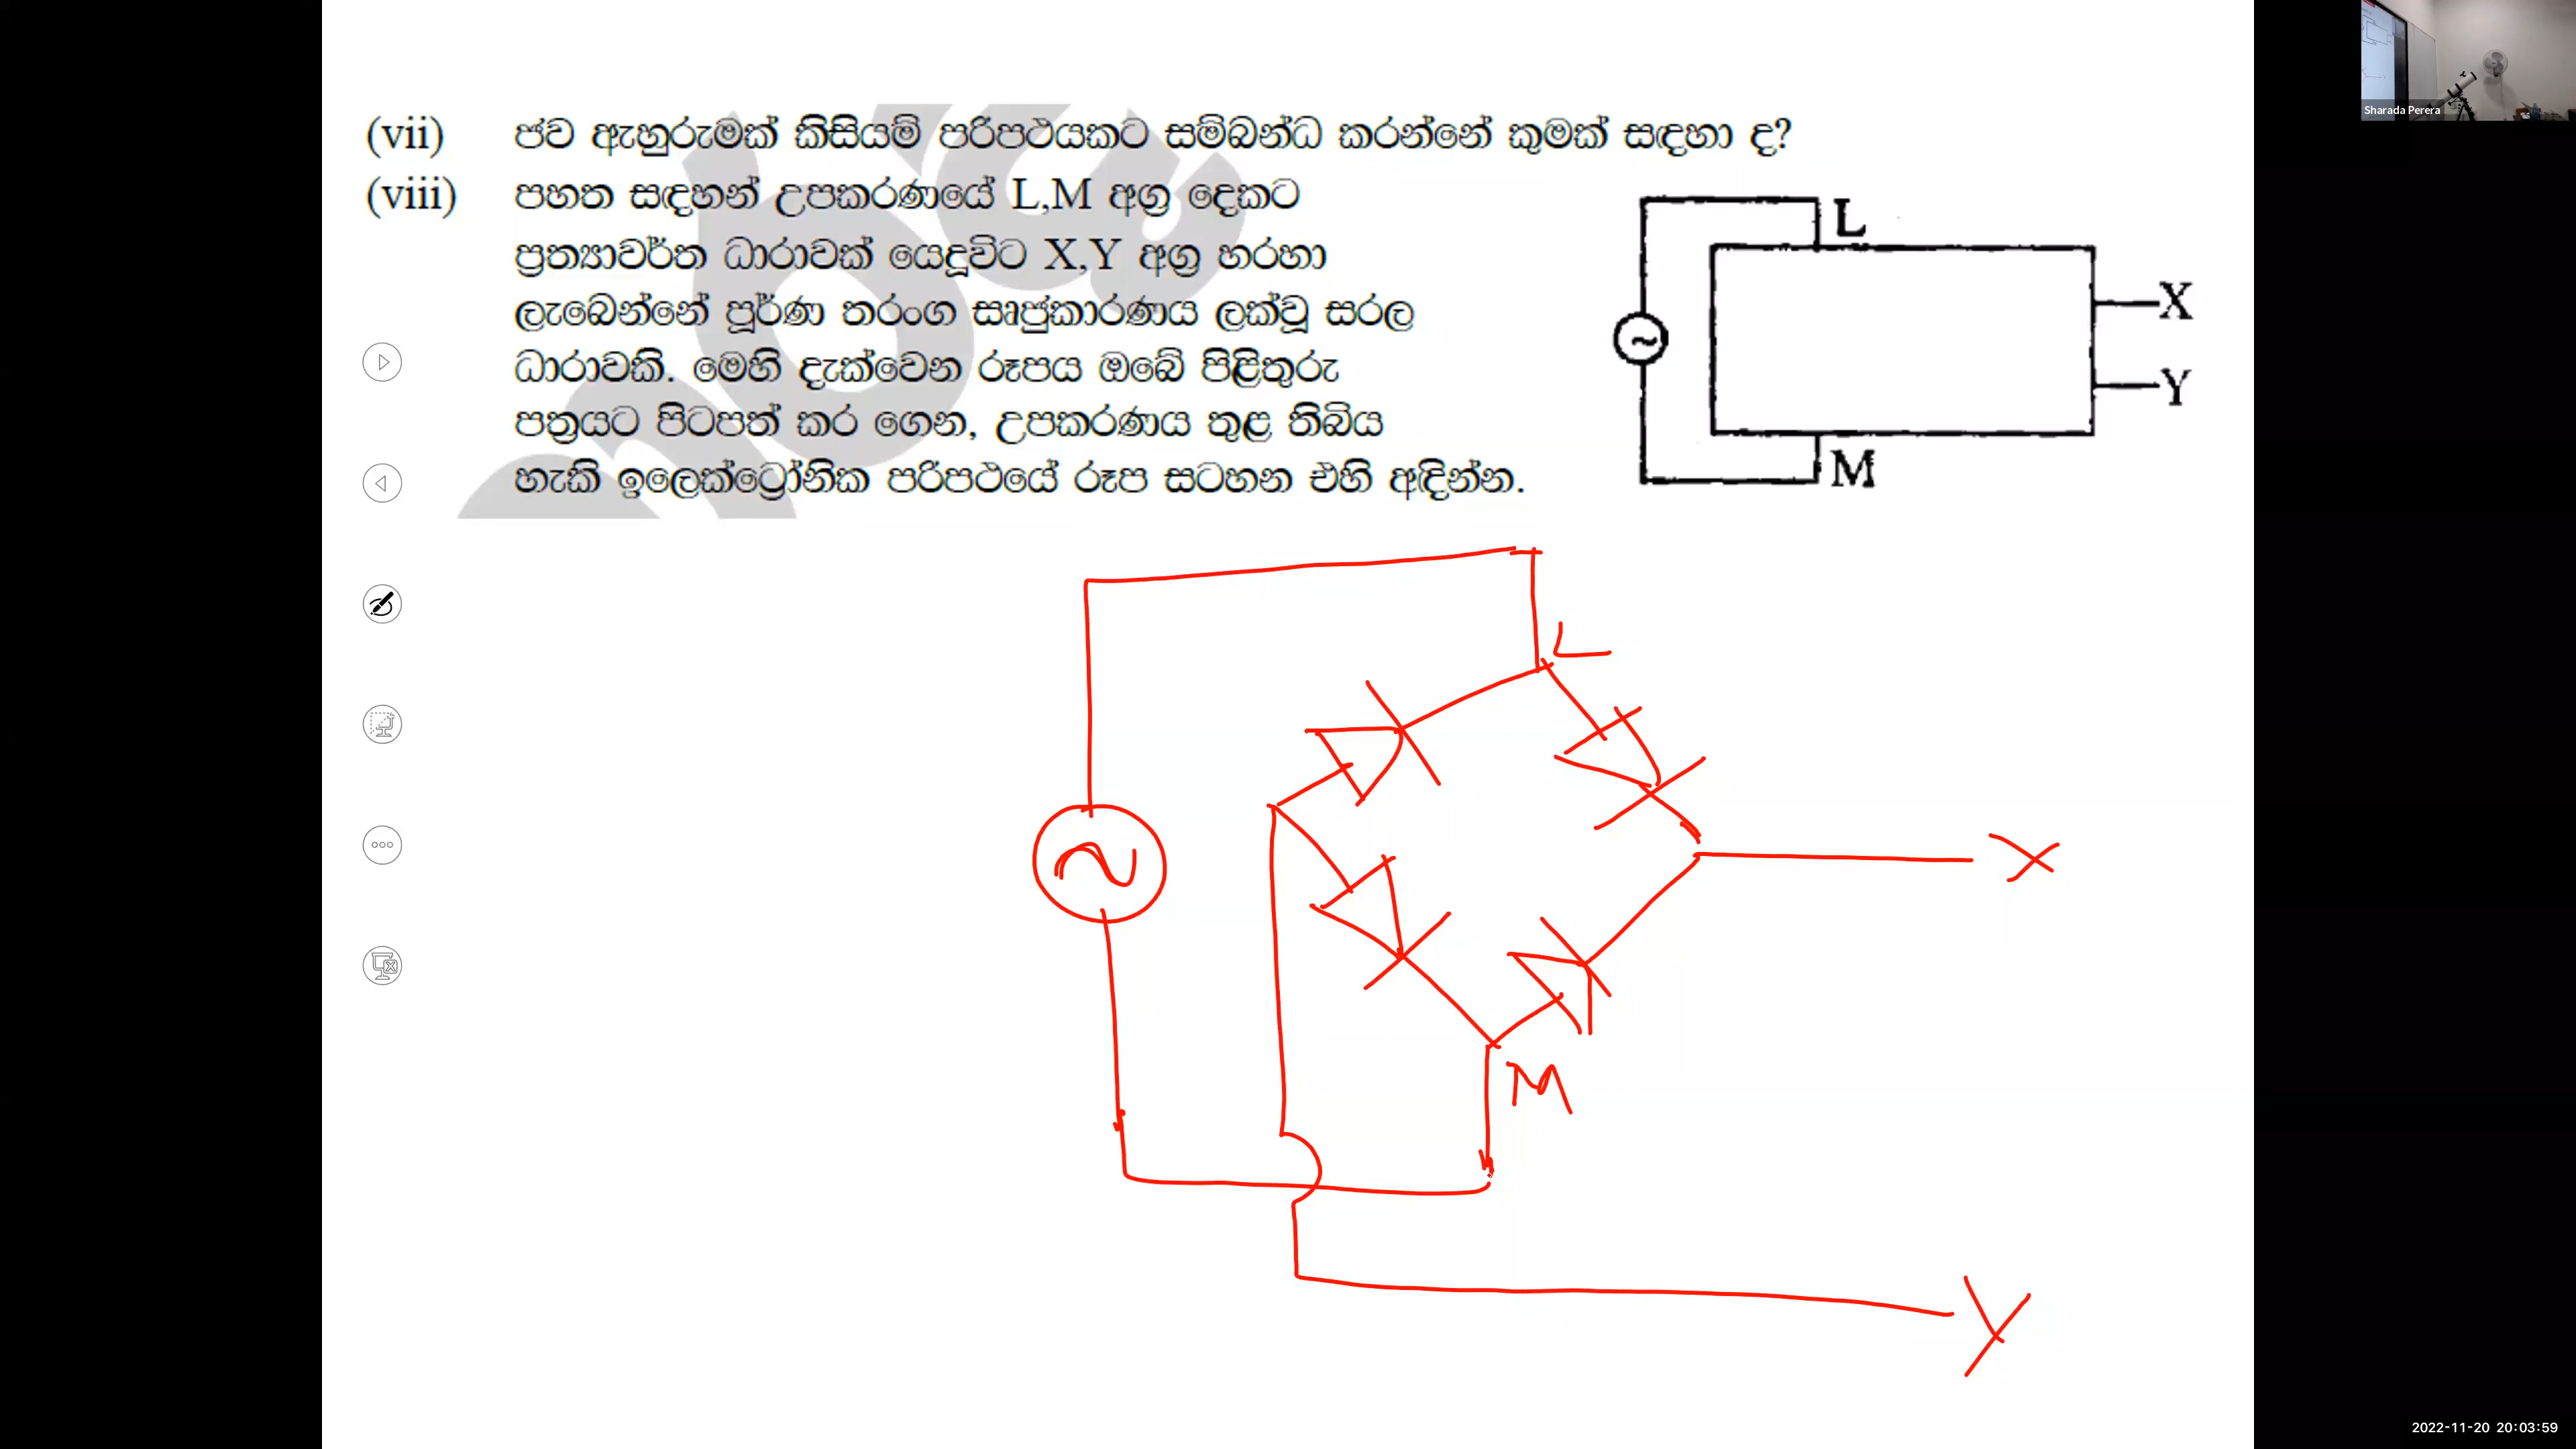 (vii) ජව ඇහුරුමක් කිසියම් පරිපථයකට සම්බන්ධ කරන්නේ කුමක් සඳහා ද?
(viii) පහත සඳහන් උපකරණයේ L,M අග්‍ර දෙකට
ප්‍රත්‍යාවර්ත ධාරාවක් යෙදූවිට X,Y අග්‍ර හරහා
ලැබෙන්නේ පූර්ණ තරංග සෘජුකාරණය ලක්වූ සරල
ධාරාවකි. මෙහි දැක්වෙන රූපය ඔබේ පිළිතුරු
පත්‍රයට පිටපත් කර ගෙන, උපකරණය තුළ තිබිය
හැකි ඉලෙක්ට්‍රෝනික පරිපථයේ රූප සටහන එහි අඳින්න.
L
X
Y
M
L
X
M
Y
Sharada Perera
2022-11-20 20:03:59